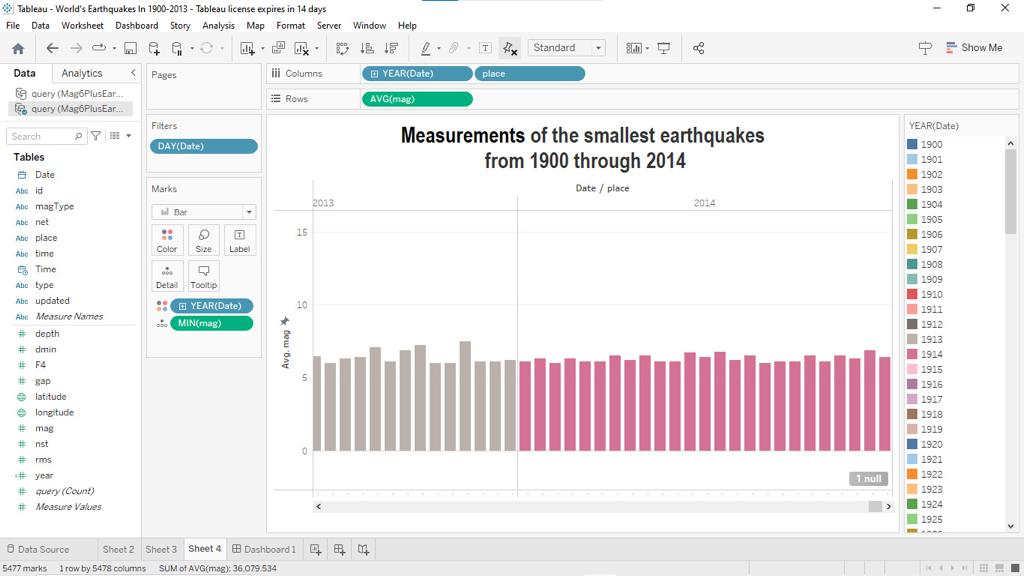 Tableau - World's Earthquakes In 1900-2013 - Tableau license expires in 14 days
File Data Worksheet Dashboard Story Analysis Map Format Server Window Help
Standard Show Me
Data Analytics
query (Mag6PlusEar...
query (Mag6PlusEar...
Search
Tables
Date
Abc id
Abc magType
Abc net
Abc place
Abc time
Time
Abc type
Abc updated
Abc Measure Names
depth
dmin
F4
gap
latitude
longitude
mag
nst
rms
year
query (Count)
Measure Values
Pages
Filters
DAY(Date)
Marks
Bar
Color Size Label
Detail Tooltip
YEAR(Date)
MIN(mag)
Columns YEAR(Date) place
Rows AVG(mag)
Measurements of the smallest earthquakes
from 1900 through 2014
Date / place
2013 2014
Avg. mag
15
10
5
0
1 null
YEAR(Date)
1900
1901
1902
1903
1904
1905
1906
1907
1908
1909
1910
1911
1912
1913
1914
1915
1916
1917
1918
1919
1920
1921
1922
1923
1924
1925
Data Source Sheet 2 Sheet 3 Sheet 4 Dashboard 1
5477 marks 1 row by 5478 columns SUM of AVG(mag): 36,079.534